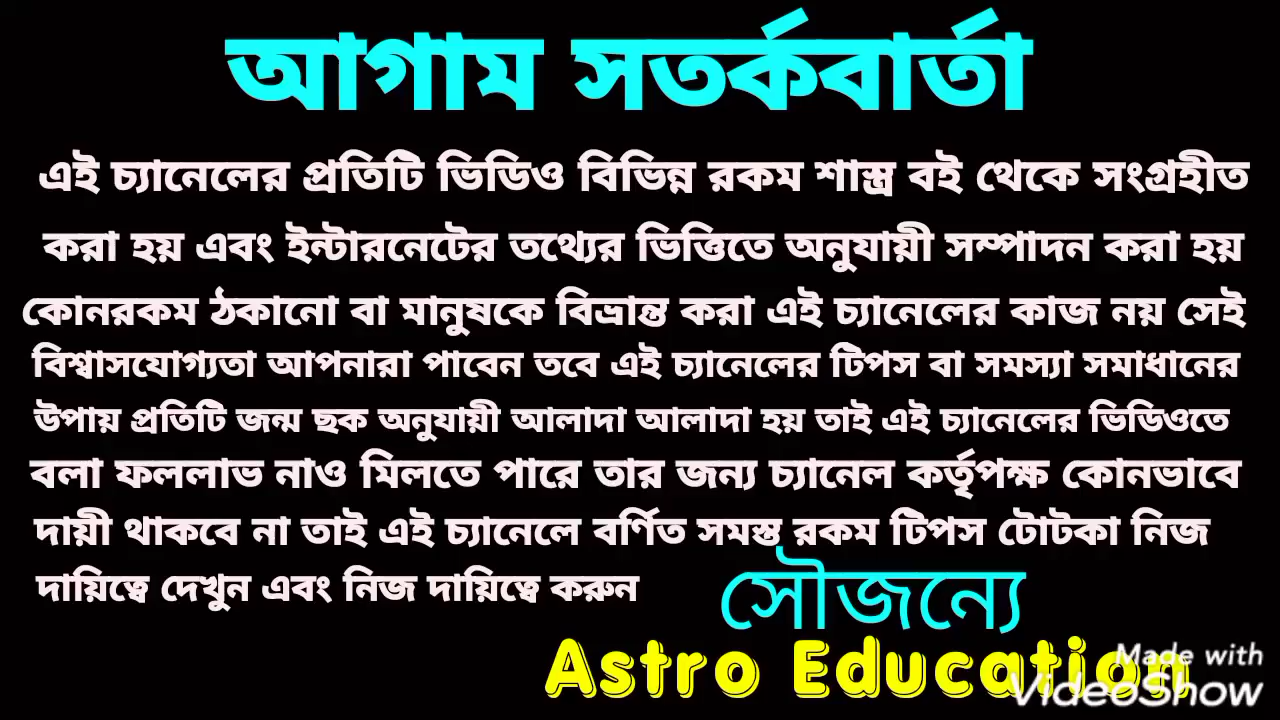 আগাম সতর্কবার্তা
এই চ্যানেলের প্রতিটি ভিডিও বিভিন্ন রকম শাস্ত্র বই থেকে সংগ্রহীত
করা হয় এবং ইন্টারনেটের তথ্যের ভিত্তিতে অনুযায়ী সম্পাদন করা হয়
কোনরকম ঠকানো বা মানুষকে বিভ্রান্ত করা এই চ্যানেলের কাজ নয় সেই
বিশ্বাসযোগ্যতা আপনারা পাবেন তবে এই চ্যানেলের টিপস বা সমস্যা সমাধানের
উপায় প্রতিটি জন্ম ছক অনুযায়ী আলাদা আলাদা হয় তাই এই চ্যানেলের ভিডিওতে
বলা ফললাভ নাও মিলতে পারে তার জন্য চ্যানেল কর্তৃপক্ষ কোনভাবে
দায়ী থাকবে না তাই এই চ্যানেলে বর্ণিত সমস্ত রকম টিপস টোটকা নিজ
দায়িত্বে দেখুন এবং নিজ দায়িত্বে করুন
সৌজন্যে
Astro Education
Made with
VideoShow